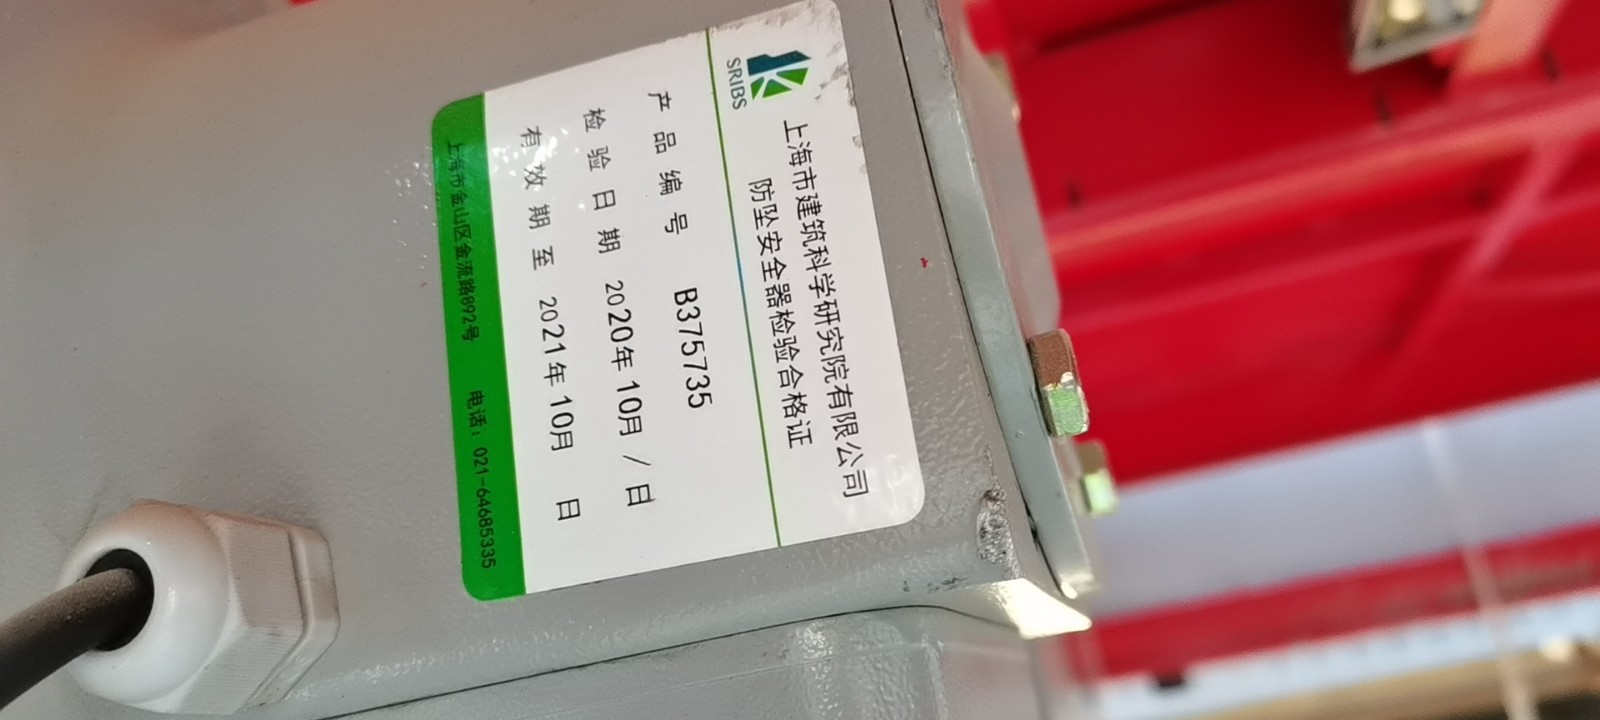 SRIBS
上海市建筑科学研究院有限公司
防坠安全器检验合格证
产品编号 B375735
检验日期 2020年10月/日
有效期至 2021年10月 日
上海市金山区金流路892号 电话：021-64685335